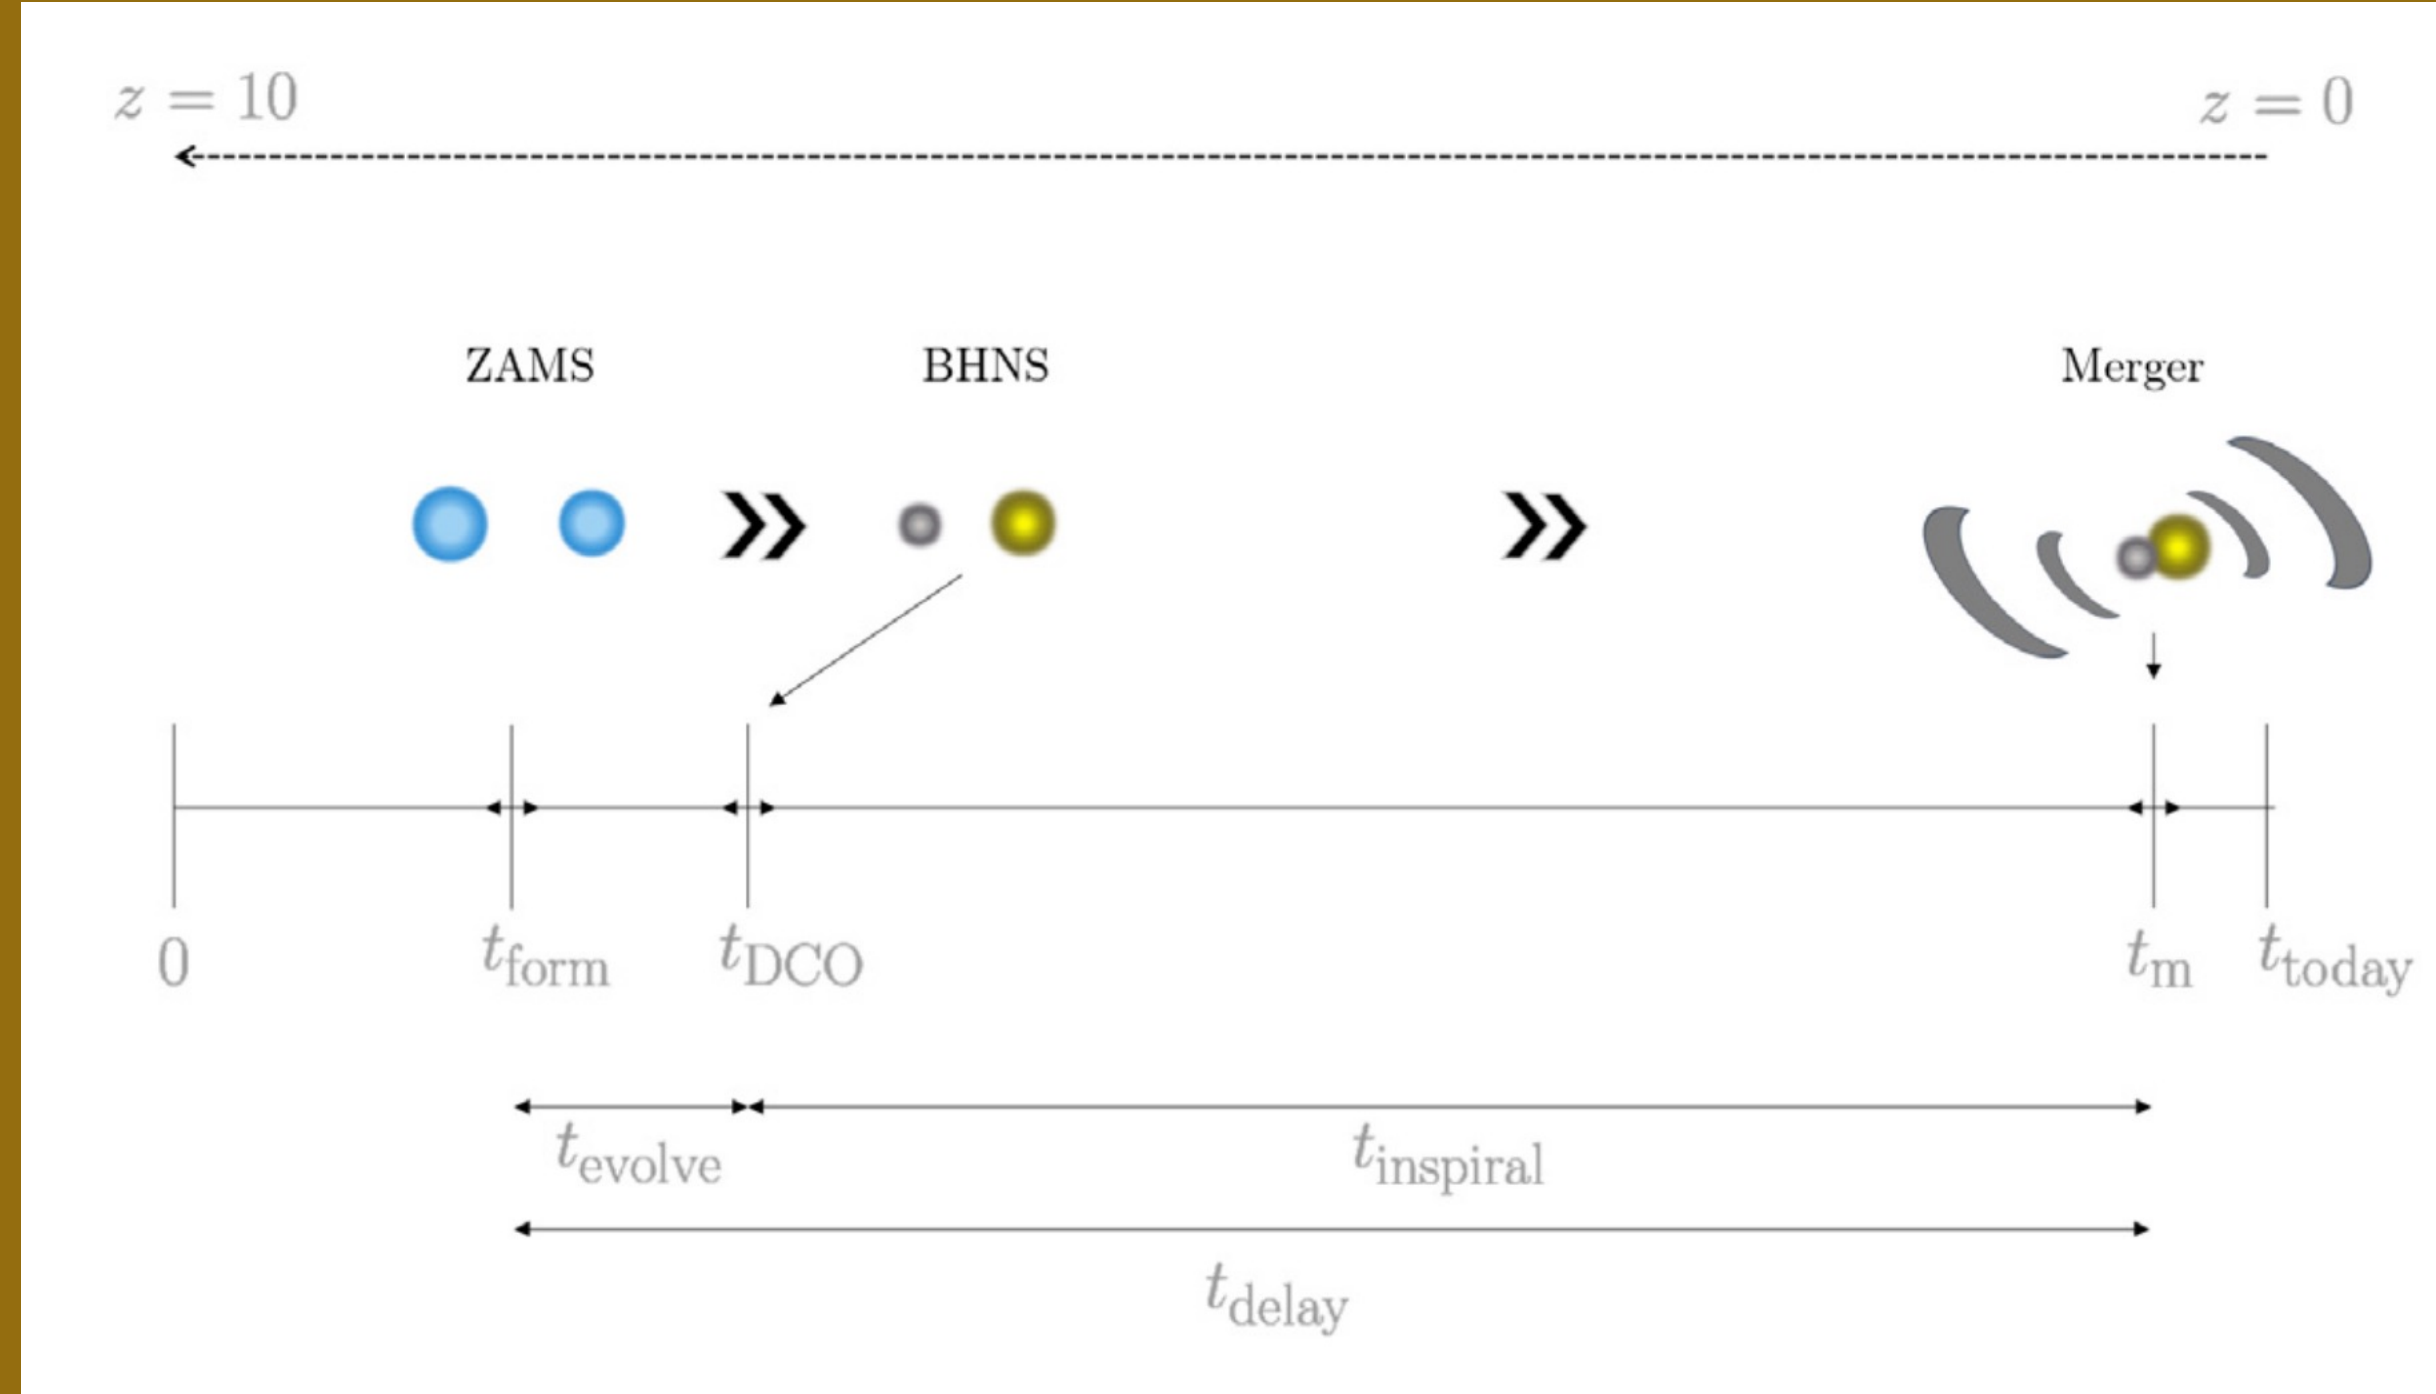 z = 10
z = 0
ZAMS
BHNS
Merger
0
t_form
t_DCO
t_m
t_today
t_evolve
t_inspiral
t_delay